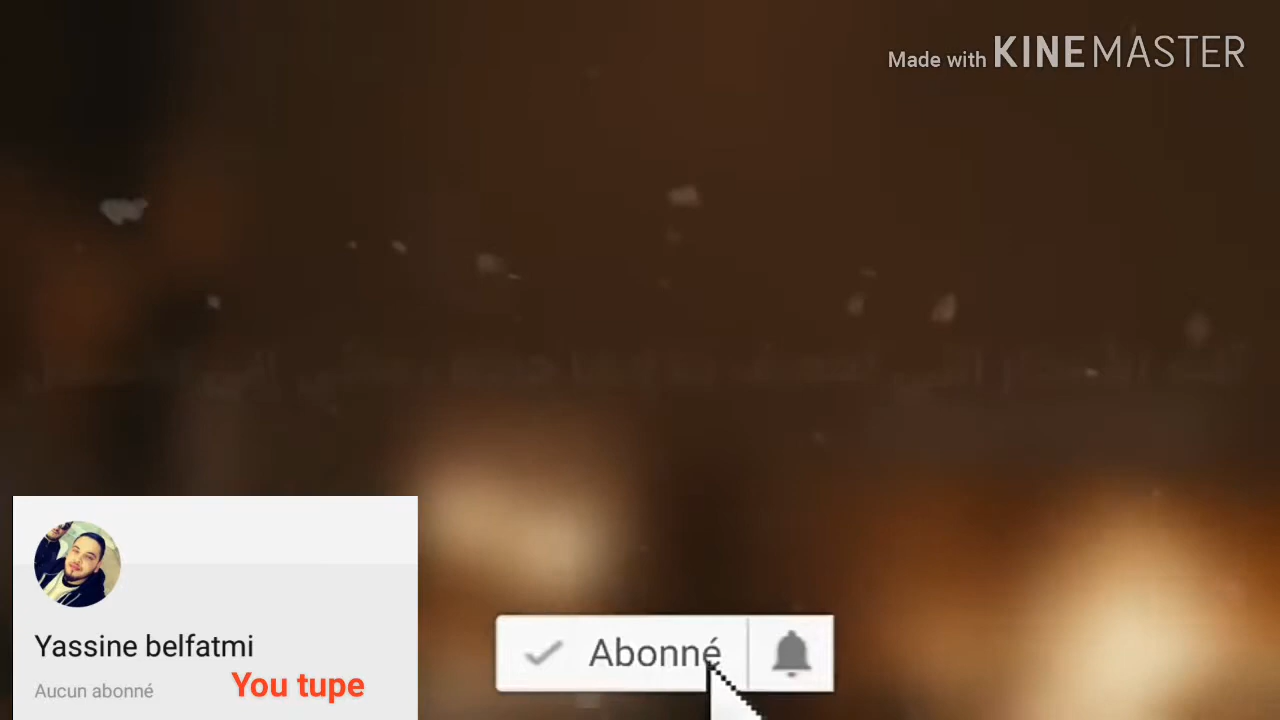 Made with KINEMASTER
Yassine belfatmi
Aucun abonné
You tupe
Abonné